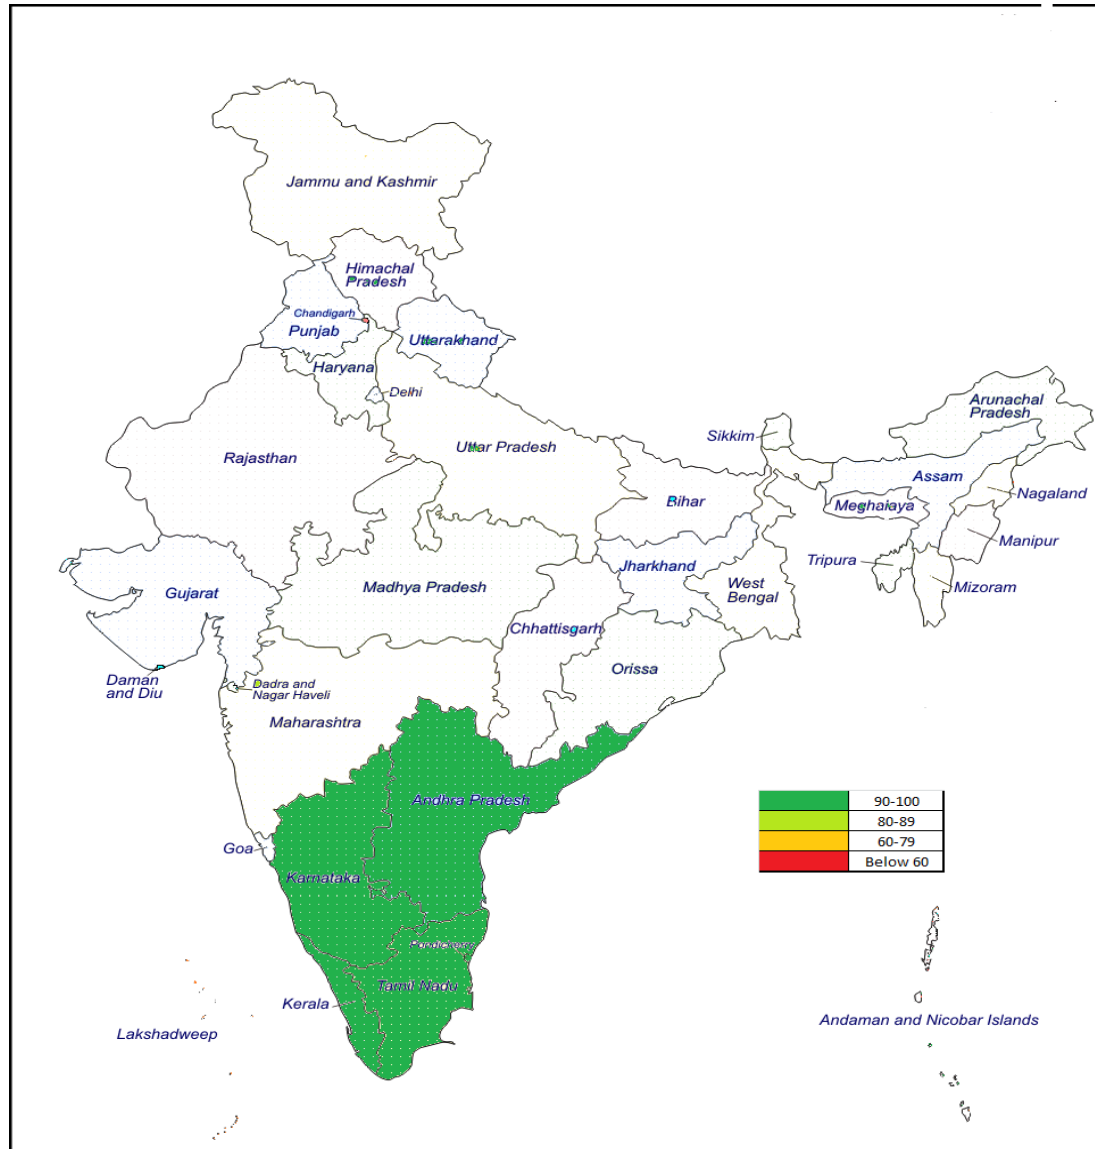 Jammu and Kashmir
Himachal
Pradesh
Chandigarh
Punjab
Uttarakhand
Haryana
Delhi
Arunachal
Pradesh
Sikkim
Uttar Pradesh
Rajasthan
Assam
Nagaland
Bihar
Meghalaya
Manipur
Tripura
Jharkhand
Madhya Pradesh
West
Bengal
Mizoram
Gujarat
Chhattisgarh
Orissa
Daman
and Diu
Dadra and
Nagar Haveli
Maharashtra
Andhra Pradesh
90-100
80-89
60-79
Below 60
Goa
Karnataka
Pondicherry
Tamil Nadu
Kerala
Lakshadweep
Andaman and Nicobar Islands